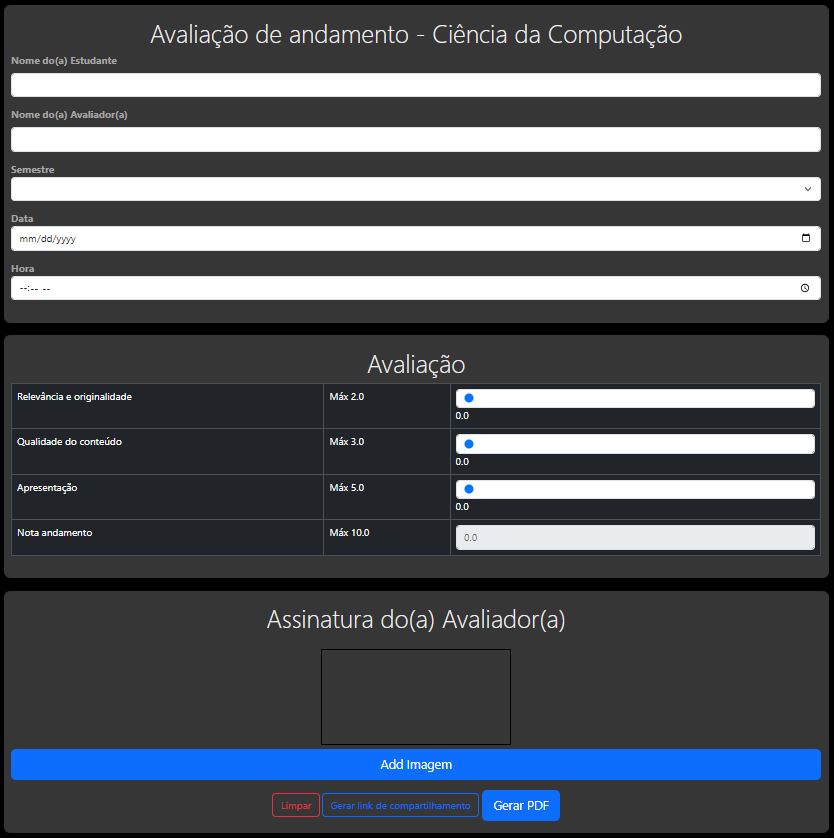 Avaliação de andamento - Ciência da Computação
Nome do(a) Estudante
Nome do(a) Avaliador(a)
Semestre
Data
mm/dd/yyyy
Hora
--:-- --
Avaliação
Relevância e originalidade Máx 2.0
0.0
Qualidade do conteúdo Máx 3.0
0.0
Apresentação Máx 5.0
0.0
Nota andamento Máx 10.0 0.0
Assinatura do(a) Avaliador(a)
Add Imagem
Limpar Gerar link de compartilhamento Gerar PDF